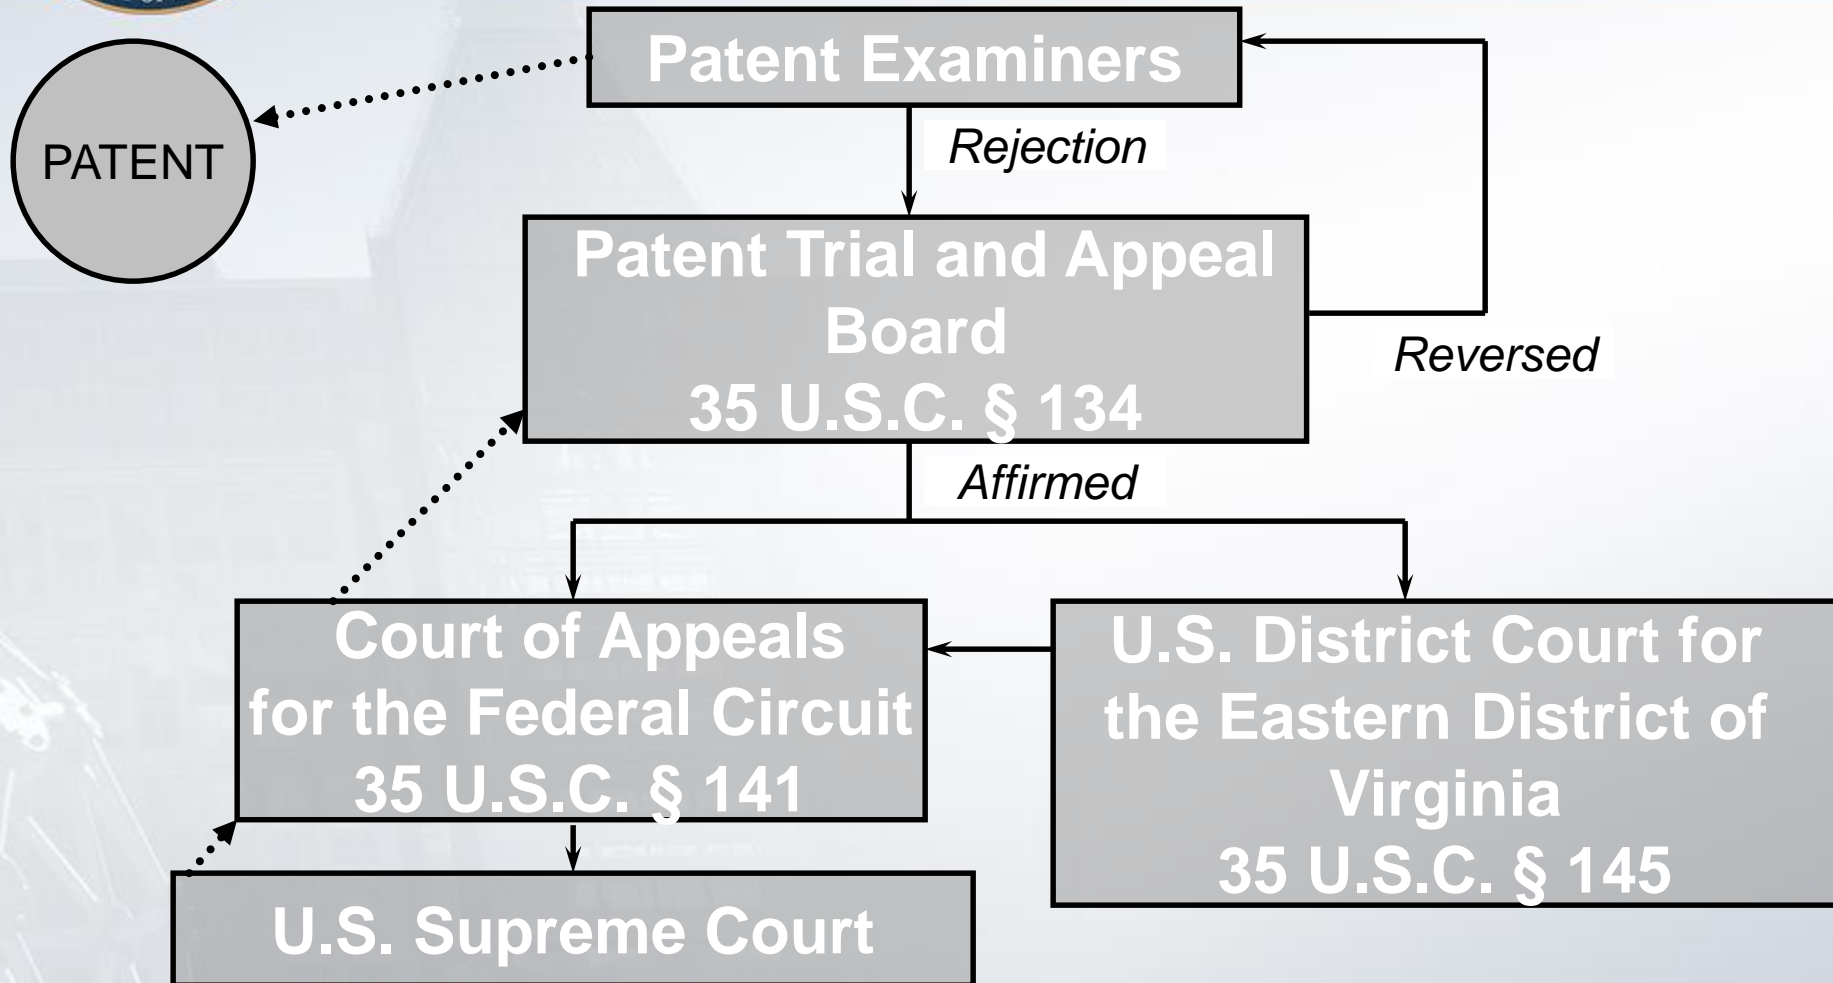 Patent Examiners
PATENT
Rejection
Patent Trial and Appeal
Board
35 U.S.C. § 134
Reversed
Affirmed
Court of Appeals
for the Federal Circuit
35 U.S.C. § 141
U.S. District Court for
the Eastern District of
Virginia
35 U.S.C. § 145
U.S. Supreme Court